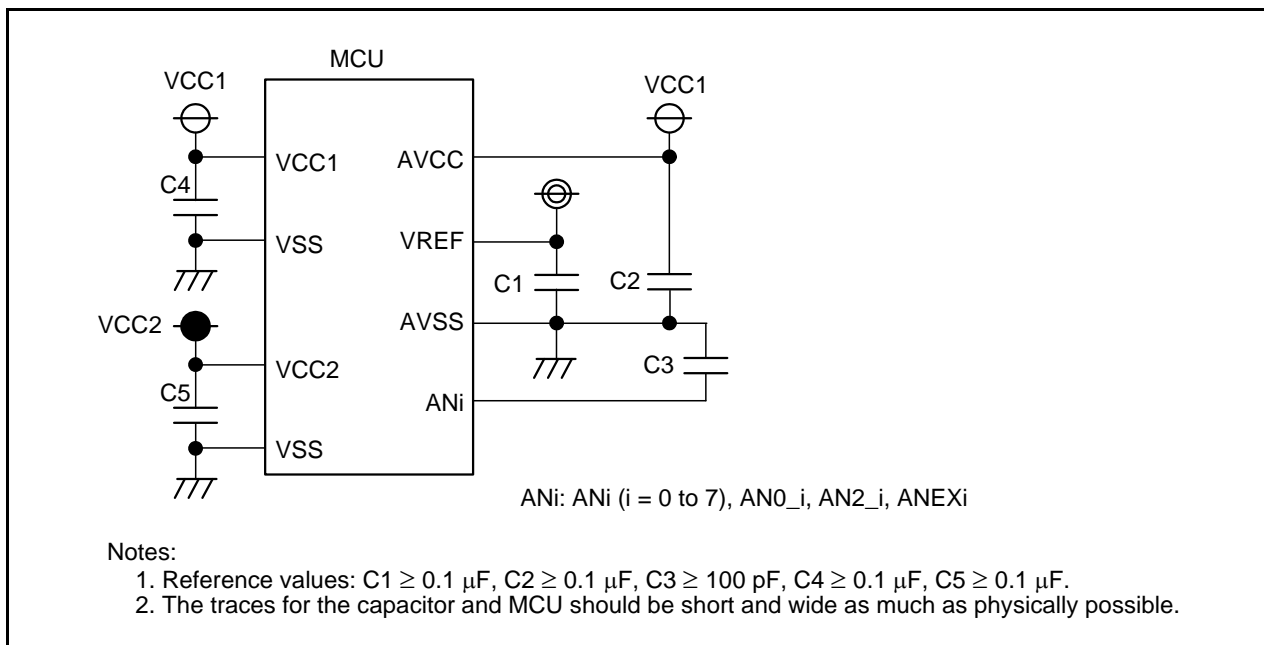 MCU
VCC1
VCC1
VCC1
AVCC
C4
VSS
VREF
C1
C2
VCC2
AVSS
VCC2
C3
C5
ANi
VSS
ANi: ANi (i = 0 to 7), AN0_i, AN2_i, ANEXi
Notes:
1. Reference values: C1 ≥ 0.1 μF, C2 ≥ 0.1 μF, C3 ≥ 100 pF, C4 ≥ 0.1 μF, C5 ≥ 0.1 μF.
2. The traces for the capacitor and MCU should be short and wide as much as physically possible.